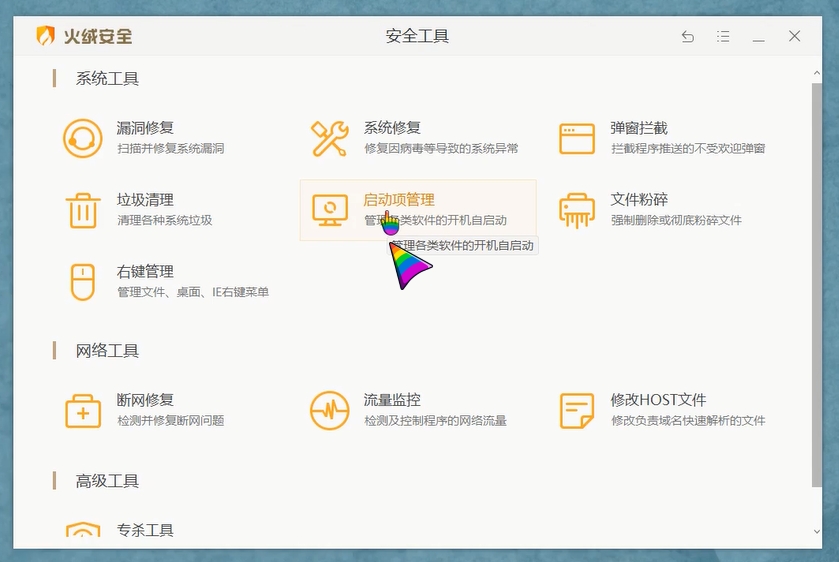 火绒安全
安全工具
系统工具
漏洞修复
扫描并修复系统漏洞
系统修复
修复因病毒等导致的系统异常
弹窗拦截
拦截程序推送的不受欢迎弹窗
垃圾清理
清理各种系统垃圾
启动项管理
管理各类软件的开机自启动
管理各类软件的开机自启动
文件粉碎
强制删除或彻底粉碎文件
右键管理
管理文件、桌面、IE右键菜单
网络工具
断网修复
检测并修复断网问题
流量监控
检测及控制程序的网络流量
修改HOST文件
修改负责域名快速解析的文件
高级工具
专杀工具